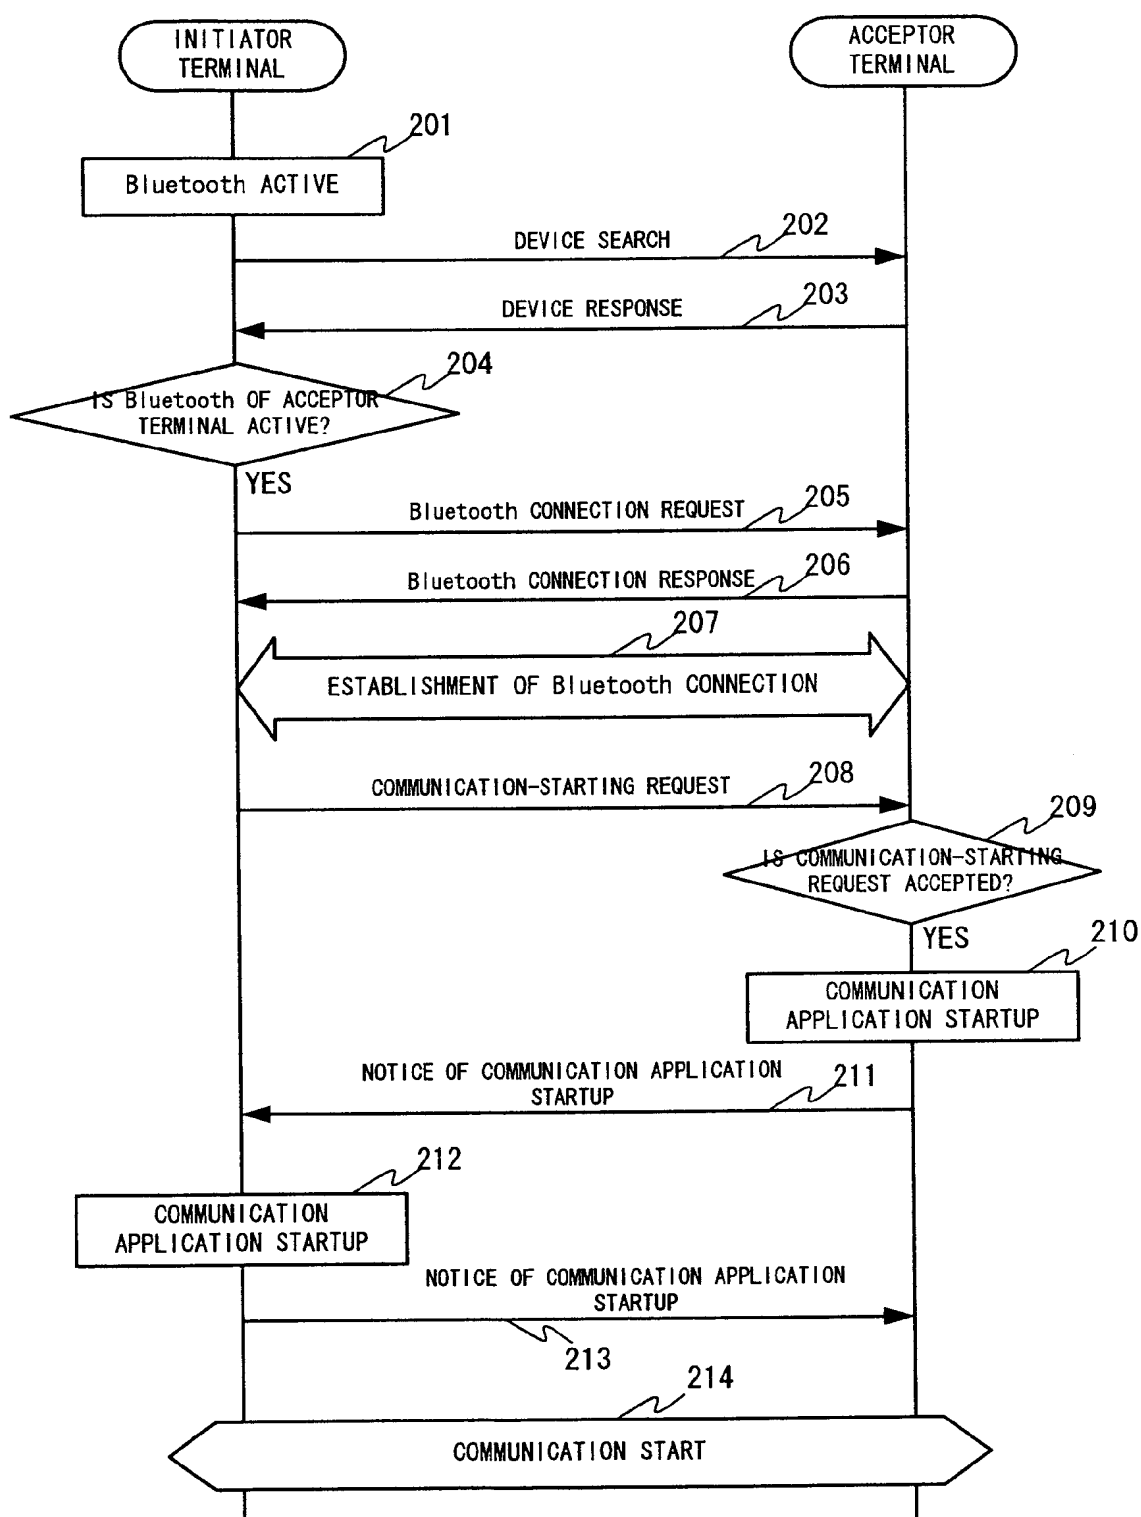 INITIATOR
TERMINAL
ACCEPTOR
TERMINAL
201
Bluetooth ACTIVE
DEVICE SEARCH
202
DEVICE RESPONSE
203
204
IS Bluetooth OF ACCEPTOR
TERMINAL ACTIVE?
YES
Bluetooth CONNECTION REQUEST
205
Bluetooth CONNECTION RESPONSE
206
207
ESTABLISHMENT OF Bluetooth CONNECTION
COMMUNICATION-STARTING REQUEST
208
209
IS COMMUNICATION-STARTING
REQUEST ACCEPTED?
YES
210
COMMUNICATION
APPLICATION STARTUP
NOTICE OF COMMUNICATION APPLICATION
STARTUP
211
212
COMMUNICATION
APPLICATION STARTUP
NOTICE OF COMMUNICATION APPLICATION
STARTUP
213
214
COMMUNICATION START